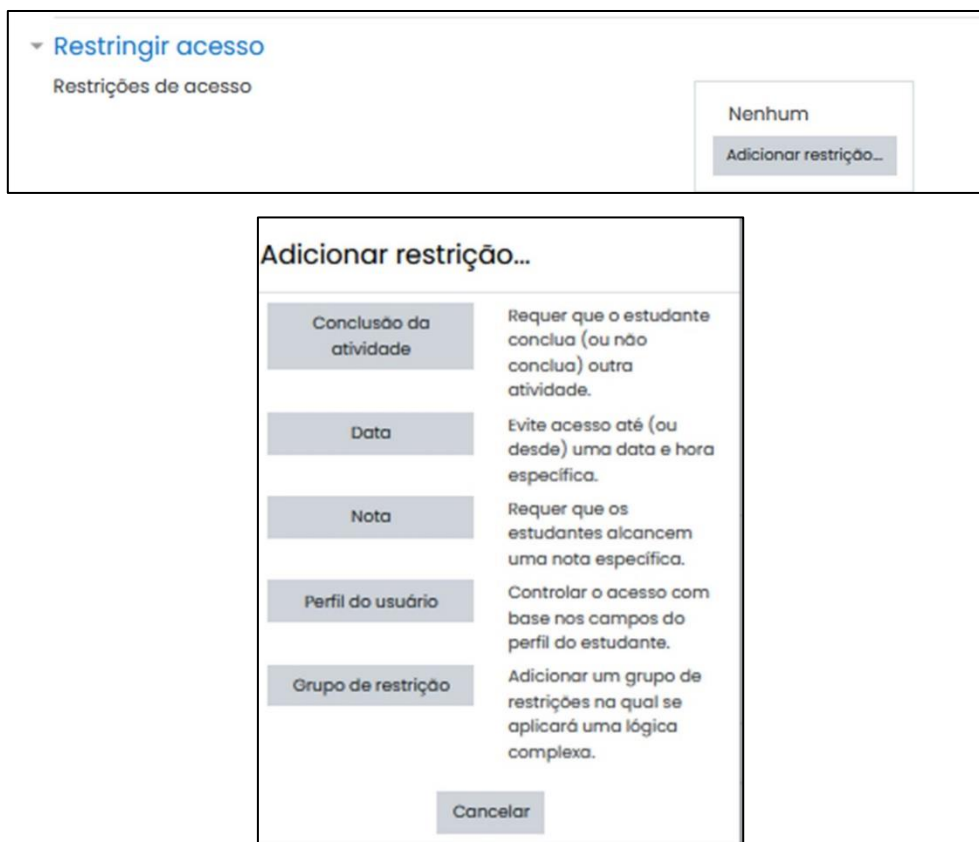 Restringir acesso
Restrições de acesso
Nenhum
Adicionar restrição...
Adicionar restrição...
Conclusão da
atividade
Requer que o estudante
conclua (ou não
conclua) outra
atividade.
Data
Evite acesso até (ou
desde) uma data e hora
específica.
Nota
Requer que os
estudantes alcancem
uma nota específica.
Perfil do usuário
Controlar o acesso com
base nos campos do
perfil do estudante.
Grupo de restrição
Adicionar um grupo de
restrições na qual se
aplicará uma lógica
complexa.
Cancelar